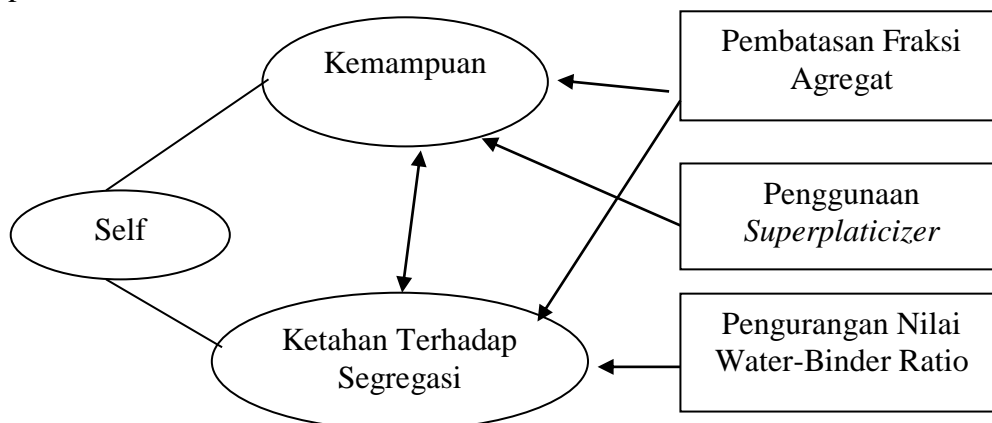 Kemampuan
Pembatasan Fraksi
Agregat
Self
Penggunaan
Superplaticizer
Ketahan Terhadap
Segregasi
Pengurangan Nilai
Water-Binder Ratio